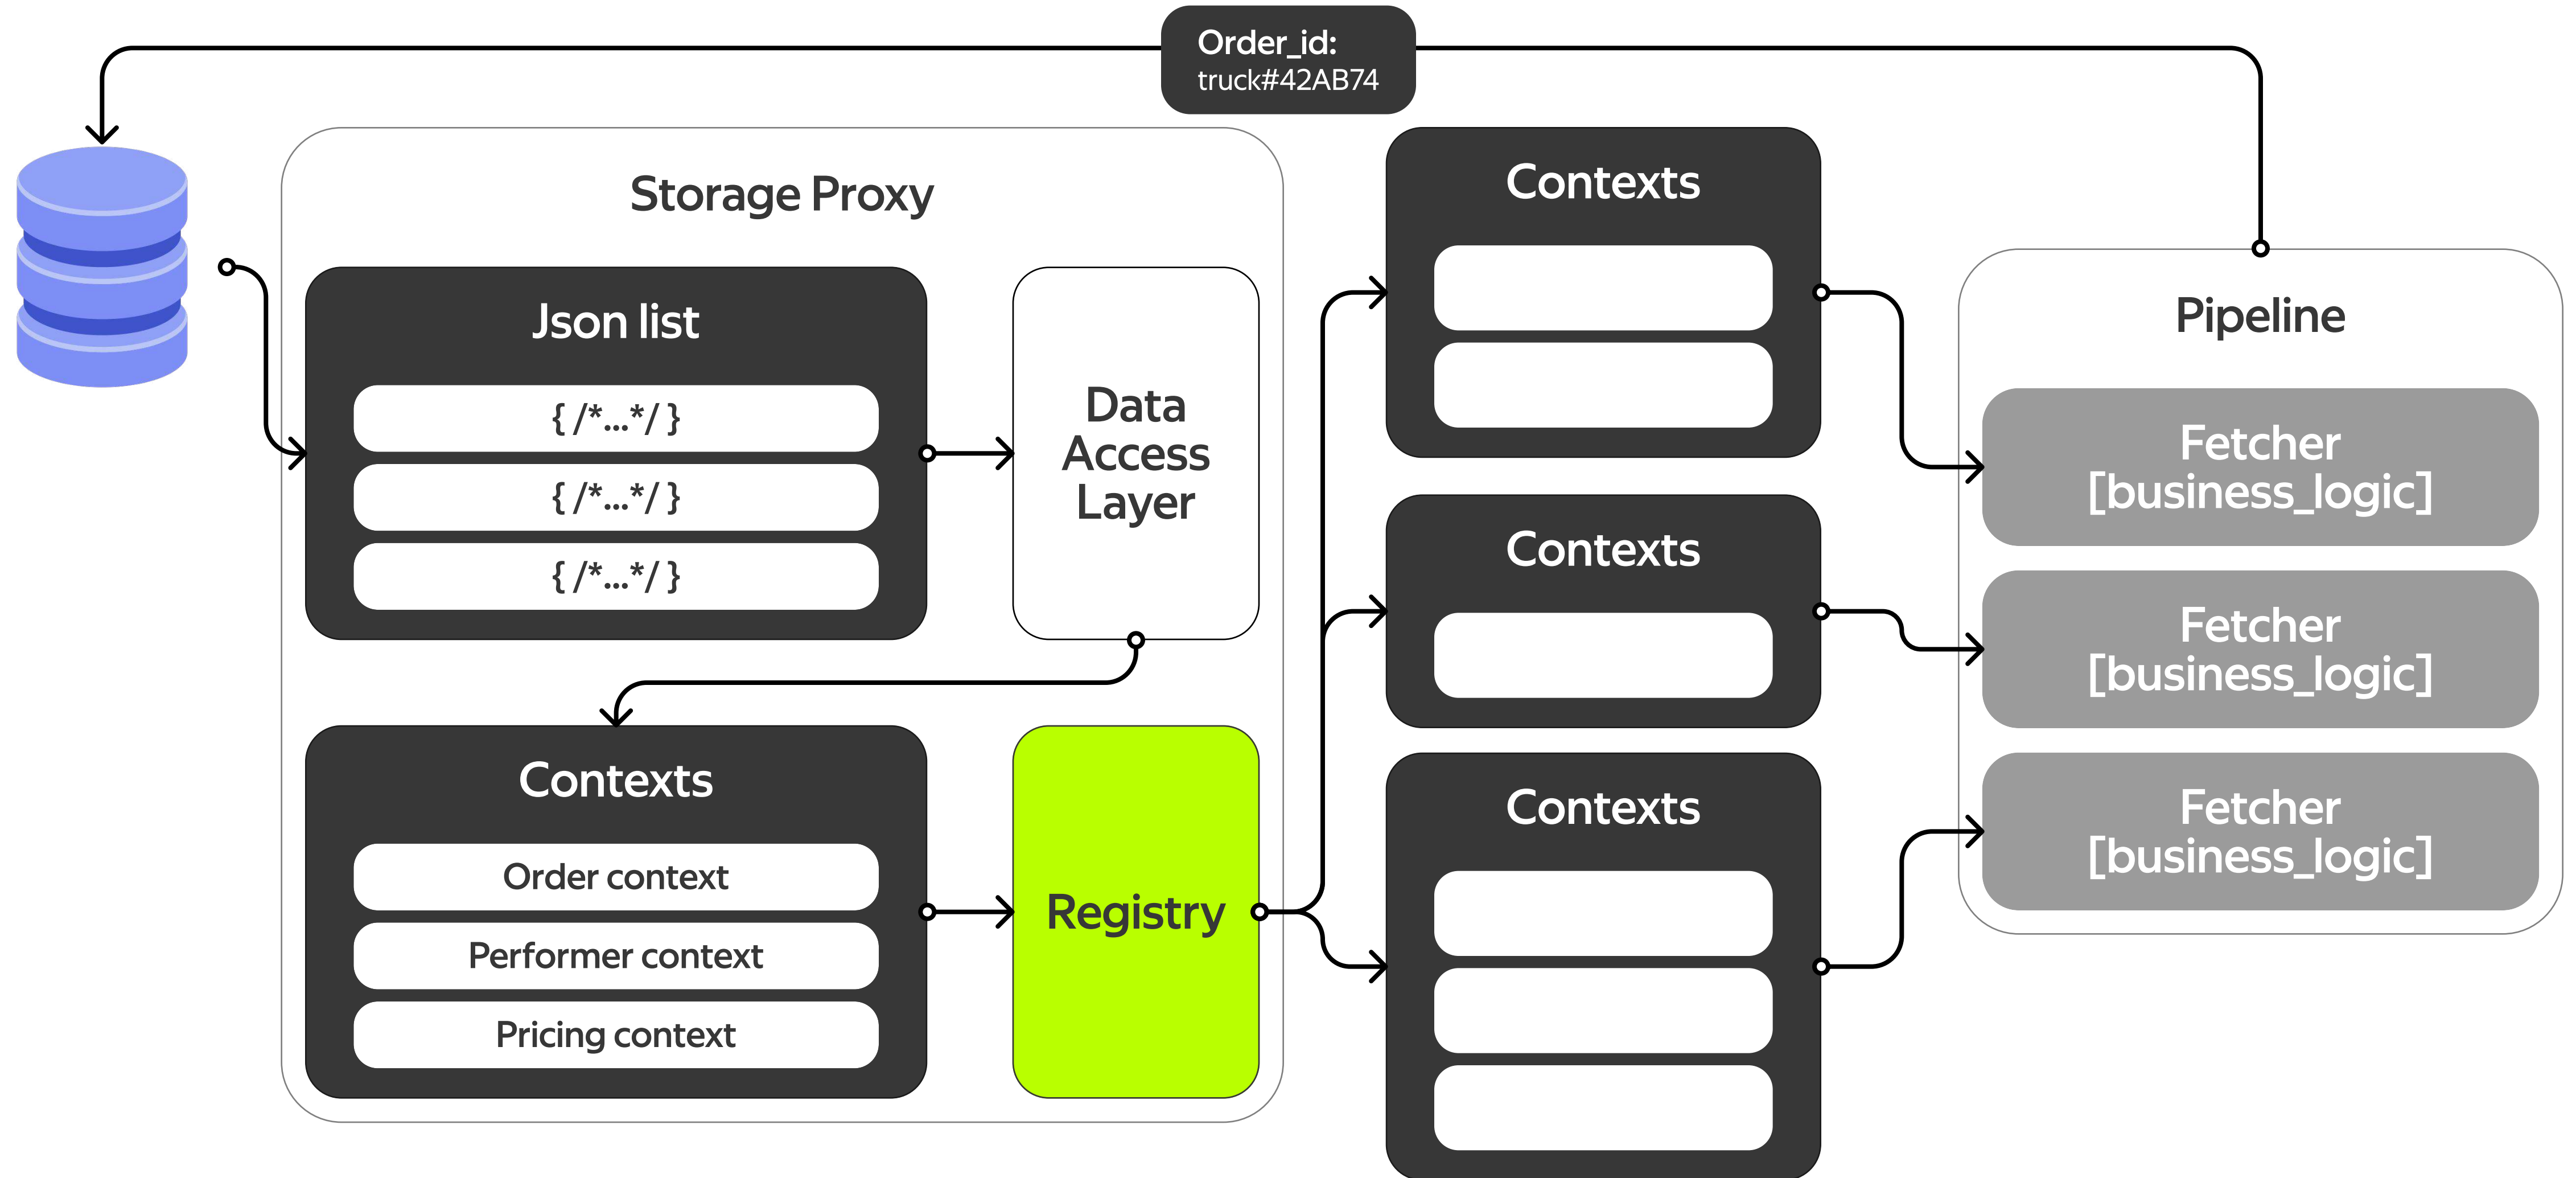 Order_id:
truck#42AB74
Storage Proxy
Json list
{ /*...*/ }
{ /*...*/ }
{ /*...*/ }
Data
Access
Layer
Contexts
Order context
Performer context
Pricing context
Registry
Contexts
Contexts
Contexts
Pipeline
Fetcher
[business_logic]
Fetcher
[business_logic]
Fetcher
[business_logic]